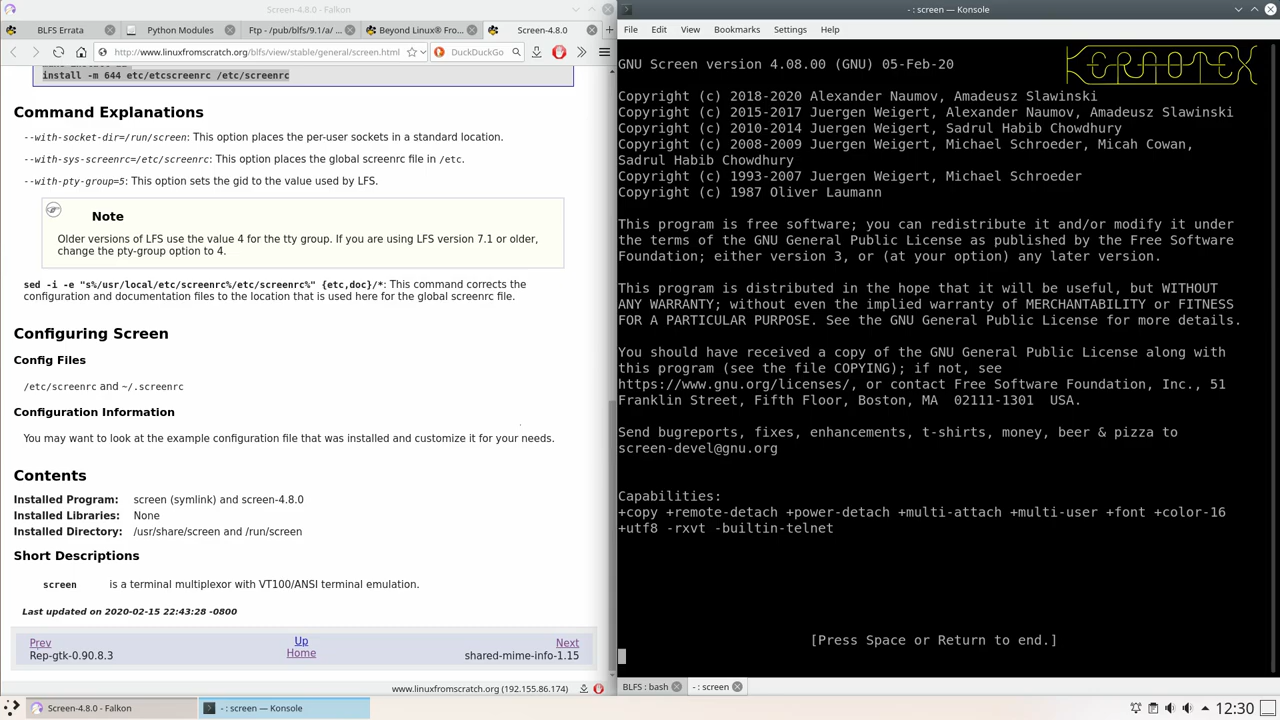 Screen-4.8.0 - Falkon
BLFS Errata
Python Modules
Ftp - /pub/blfs/9.1/a/ ...
Beyond Linux® Fro...
Screen-4.8.0
http://www.linuxfromscratch.org/blfs/view/stable/general/screen.html
DuckDuckGo
install -m 644 etc/etcscreenrc /etc/screenrc
Command Explanations
--with-socket-dir=/run/screen: This option places the per-user sockets in a standard location.
--with-sys-screenrc=/etc/screenrc: This option places the global screenrc file in /etc.
--with-pty-group=5: This option sets the gid to the value used by LFS.
Note
Older versions of LFS use the value 4 for the tty group. If you are using LFS version 7.1 or older,
change the pty-group option to 4.
sed -i -e "s%/usr/local/etc/screenrc%/etc/screenrc%" {etc,doc}/*: This command corrects the
configuration and documentation files to the location that is used here for the global screenrc file.
Configuring Screen
Config Files
/etc/screenrc and ~/.screenrc
Configuration Information
You may want to look at the example configuration file that was installed and customize it for your needs.
Contents
Installed Program: screen (symlink) and screen-4.8.0
Installed Libraries: None
Installed Directory: /usr/share/screen and /run/screen
Short Descriptions
screen is a terminal multiplexor with VT100/ANSI terminal emulation.
Last updated on 2020-02-15 22:43:28 -0800
Prev Up Next
Rep-gtk-0.90.8.3 Home shared-mime-info-1.15
www.linuxfromscratch.org (192.155.86.174)
- : screen — Konsole
File Edit View Bookmarks Settings Help
KERAOTEX
GNU Screen version 4.08.00 (GNU) 05-Feb-20
Copyright (c) 2018-2020 Alexander Naumov, Amadeusz Slawinski
Copyright (c) 2015-2017 Juergen Weigert, Alexander Naumov, Amadeusz Slawinski
Copyright (c) 2010-2014 Juergen Weigert, Sadrul Habib Chowdhury
Copyright (c) 2008-2009 Juergen Weigert, Michael Schroeder, Micah Cowan,
Sadrul Habib Chowdhury
Copyright (c) 1993-2007 Juergen Weigert, Michael Schroeder
Copyright (c) 1987 Oliver Laumann
This program is free software; you can redistribute it and/or modify it under
the terms of the GNU General Public License as published by the Free Software
Foundation; either version 3, or (at your option) any later version.
This program is distributed in the hope that it will be useful, but WITHOUT
ANY WARRANTY; without even the implied warranty of MERCHANTABILITY or FITNESS
FOR A PARTICULAR PURPOSE. See the GNU General Public License for more details.
You should have received a copy of the GNU General Public License along with
this program (see the file COPYING); if not, see
https://www.gnu.org/licenses/, or contact Free Software Foundation, Inc., 51
Franklin Street, Fifth Floor, Boston, MA 02111-1301 USA.
Send bugreports, fixes, enhancements, t-shirts, money, beer & pizza to
screen-devel@gnu.org
Capabilities:
+copy +remote-detach +power-detach +multi-attach +multi-user +font +color-16
+utf8 -rxvt -builtin-telnet
[Press Space or Return to end.]
BLFS : bash
- : screen
Screen-4.8.0 - Falkon
- : screen — Konsole
12:30